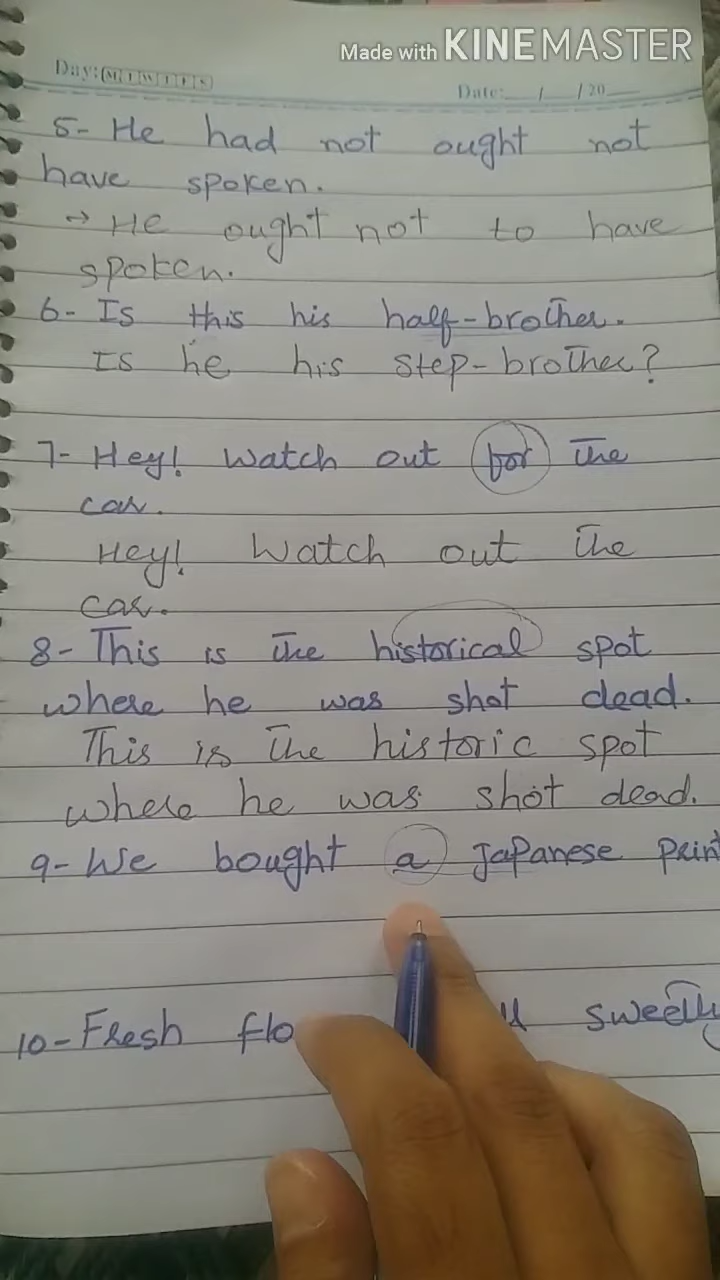 Made with KINEMASTER
Day: M T W T F S
Date: / /20
5- He had not ought not
have spoken.
→ He ought not to have
spoken.
6- Is this his half-brother.
Is he his step-brother?
7- Hey! Watch out for the
car.
Hey! Watch out the
car.
8- This is the historical spot
where he was shot dead.
This is the historic spot
where he was shot dead.
9- We bought a Japanese
10- Fresh sweetly